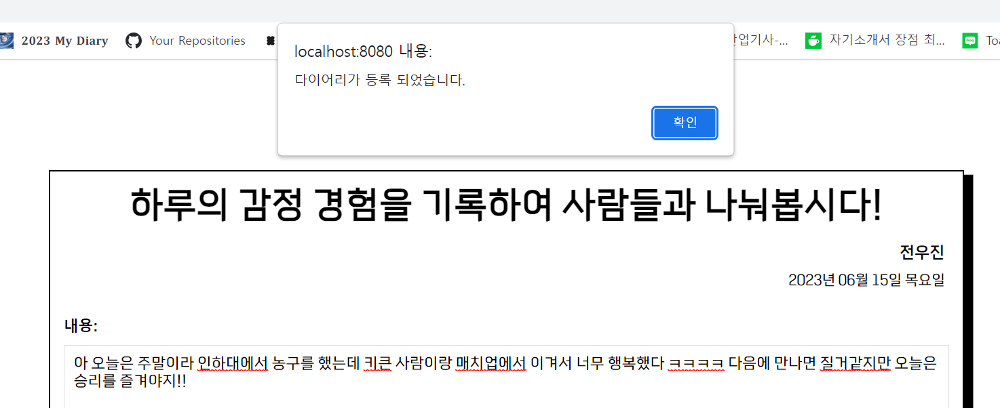 2023 My Diary
Your Repositories
업기사-...
자기소개서 장점 최...
blog
localhost:8080 내용:
다이어리가 등록 되었습니다.
확인
하루의 감정 경험을 기록하여 사람들과 나눠봅시다!
전우진
2023년 06월 15일 목요일
내용:
아 오늘은 주말이라 인하대에서 농구를 했는데 키큰 사람이랑 매치업에서 이겨서 너무 행복했다 ㅋㅋㅋㅋ 다음에 만나면 질거같지만 오늘은
승리를 즐겨야지!!